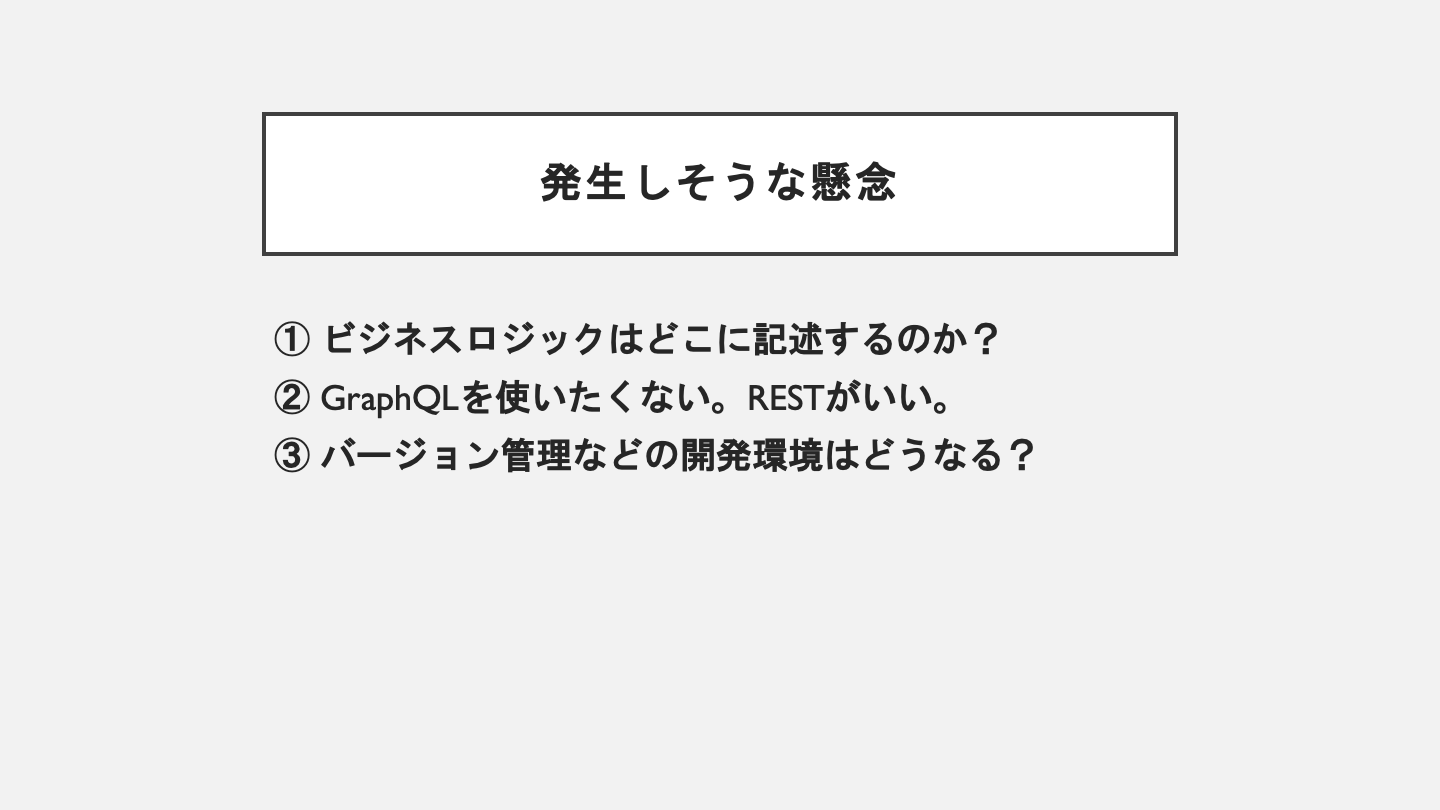 発生しそうな懸念
① ビジネスロジックはどこに記述するのか？
② GraphQLを使いたくない。RESTがいい。
③ バージョン管理などの開発環境はどうなる？